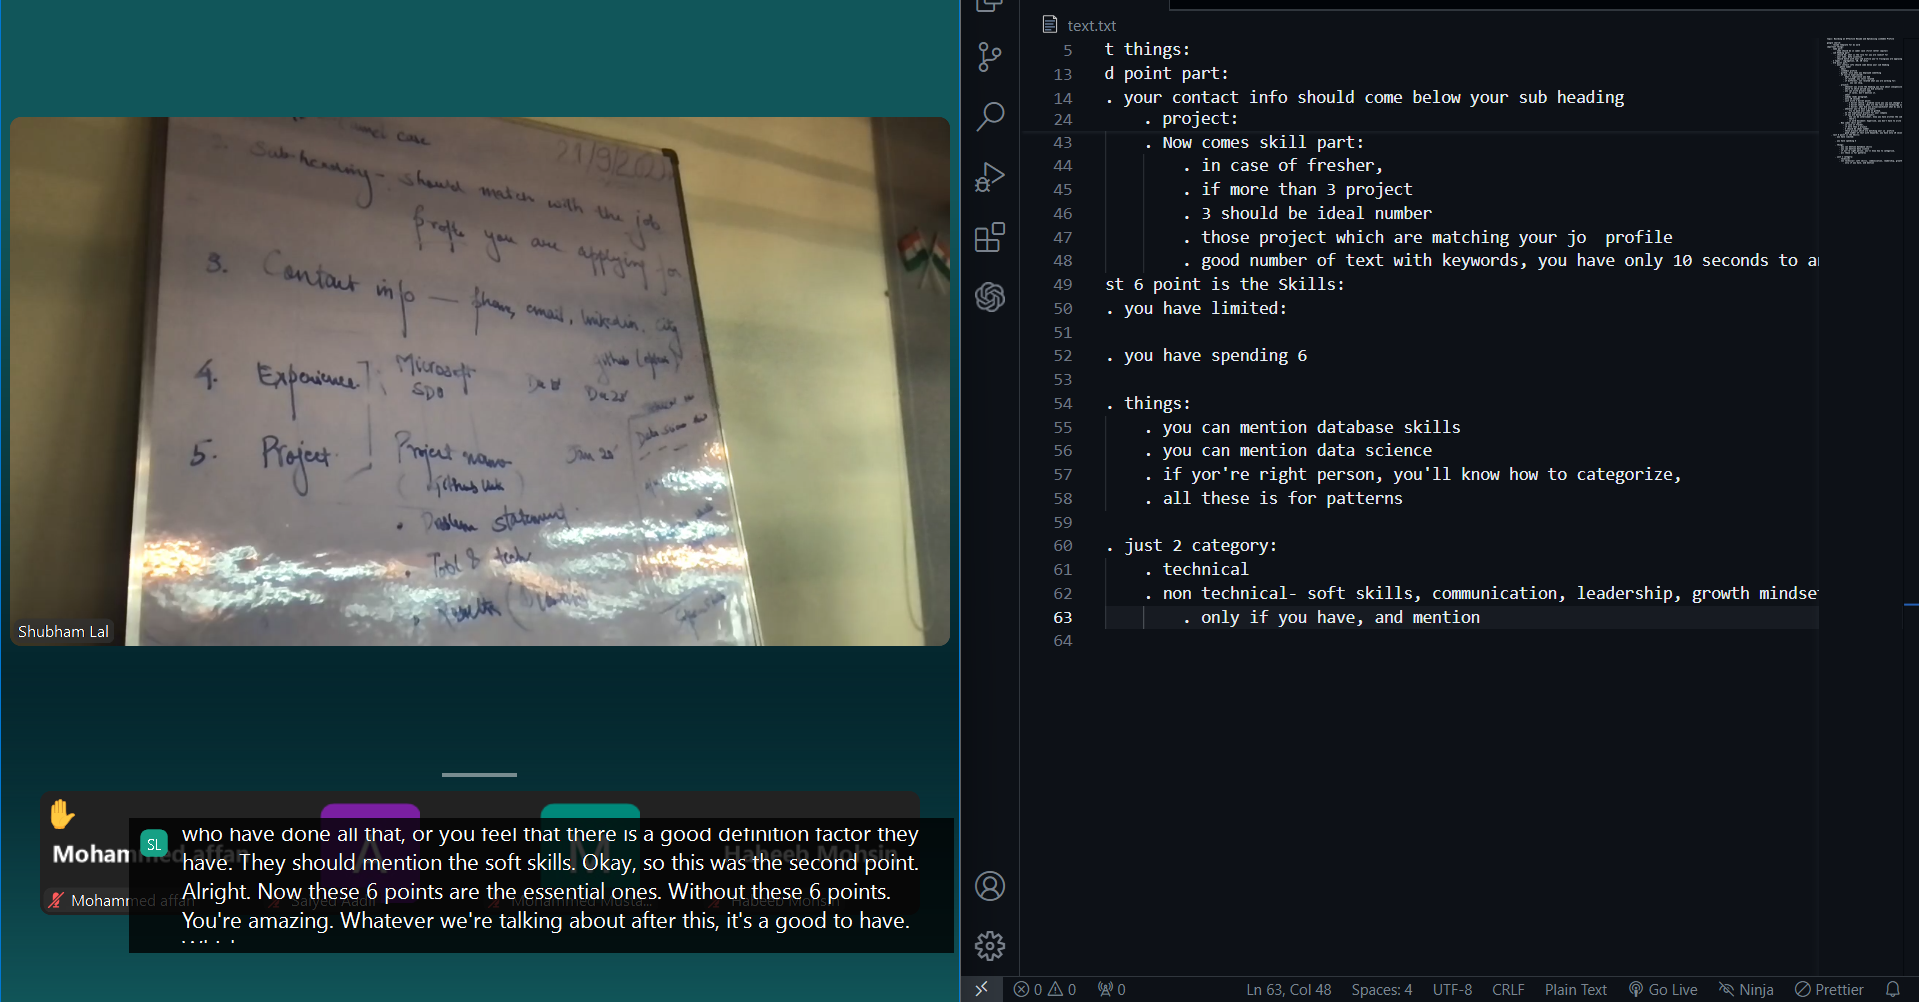 case
21/9/202
2. Sub-heading - should match with the job
profile you are applying for
3. Contact info — phone, email, linkedin, city
github (optional)
4. Experience
Microsoft
SDE
5. Project
Project name
Jan 25
(github link
• Problem statement
• Tool & tech
• Results
Shubham Lal
Mohammed affan
Habeeb Mohsin
SL
who have done all that, or you feel that there is a good definition factor they
have. They should mention the soft skills. Okay, so this was the second point.
Alright. Now these 6 points are the essential ones. Without these 6 points.
You're amazing. Whatever we're talking about after this, it's a good to have.
Mohammed affan
Saiyed Aadil
Mohammed Musta...
Habeeb Mohsin
text.txt
5 t things:
13 d point part:
14 . your contact info should come below your sub heading
24 . project:
43 . Now comes skill part:
44 . in case of fresher,
45 . if more than 3 project
46 . 3 should be ideal number
47 . those project which are matching your jo  profile
48 . good number of text with keywords, you have only 10 seconds to a
49 st 6 point is the Skills:
50 . you have limited:
51
52 . you have spending 6
53
54 . things:
55 . you can mention database skills
56 . you can mention data science
57 . if yor're right person, you'll know how to categorize,
58 . all these is for patterns
59
60 . just 2 category:
61 . technical
62 . non technical- soft skills, communication, leadership, growth mindse
63 . only if you have, and mention
64
0 0 0
Ln 63, Col 48 Spaces: 4 UTF-8 CRLF Plain Text Go Live Ninja Prettier